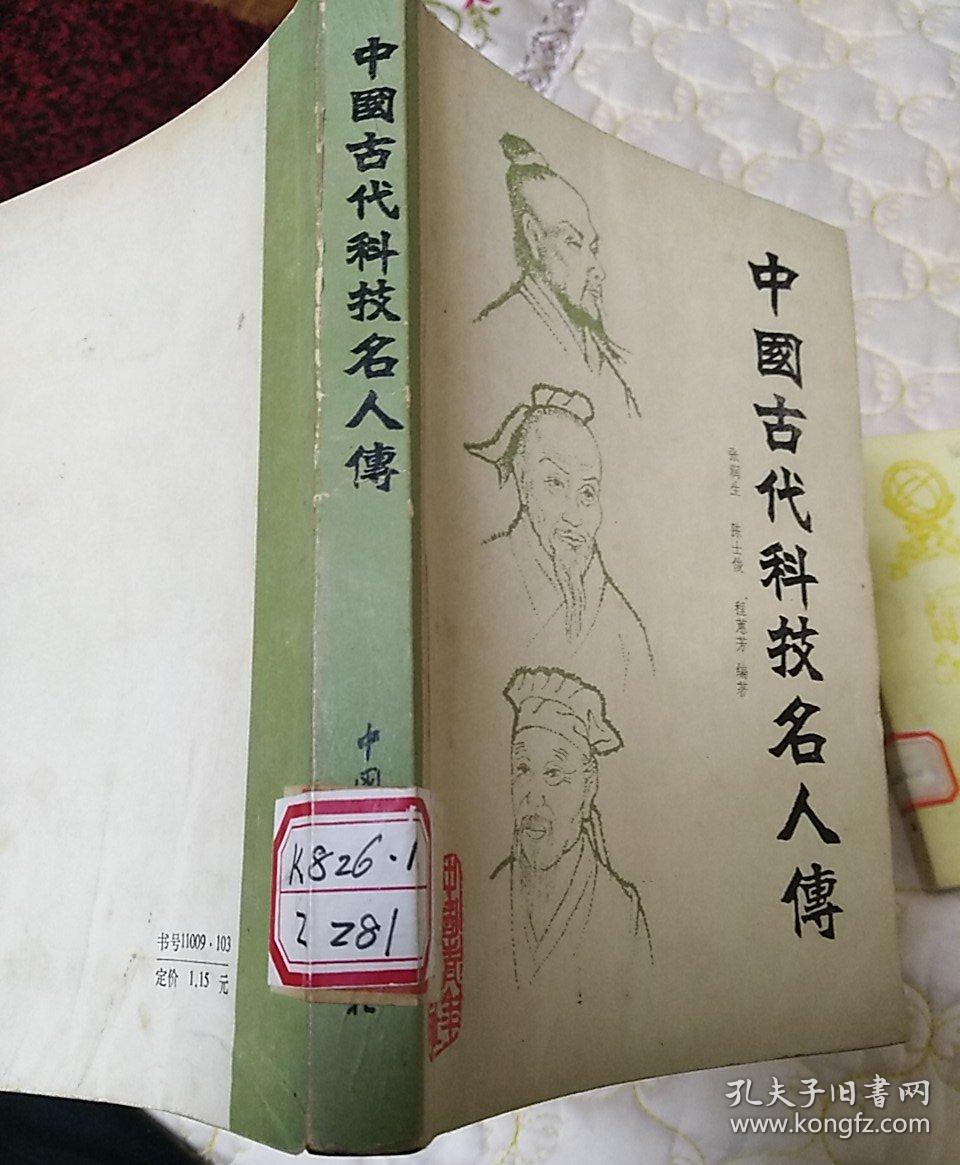 中國古代科技名人傳
张润生 陈士俊 程蕙芳 编著
中國古代科技名人傳
中国
K826.1
Z Z81
书号11009·103
定价 1.15 元
孔夫子旧书网
www.kongfz.com